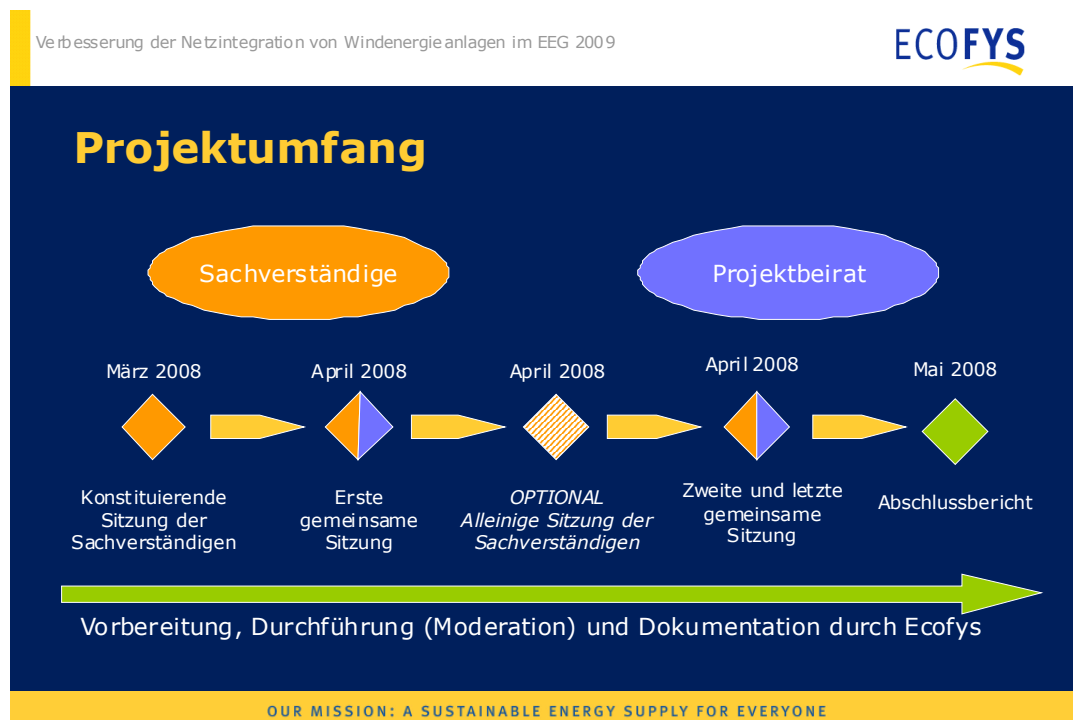 Verbesserung der Netzintegration von Windenergieanlagen im EEG 2009
ECOFYS
Projektumfang
Sachverständige
Projektbeirat
März 2008
April 2008
April 2008
April 2008
Mai 2008
Konstituierende
Sitzung der
Sachverständigen
Erste
gemeinsame
Sitzung
OPTIONAL
Alleinige Sitzung der
Sachverständigen
Zweite und letzte
gemeinsame
Sitzung
Abschlussbericht
Vorbereitung, Durchführung (Moderation) und Dokumentation durch Ecofys
OUR MISSION: A SUSTAINABLE ENERGY SUPPLY FOR EVERYONE